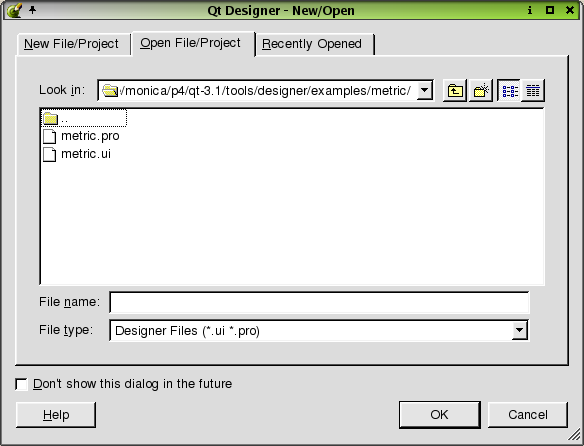 Qt Designer - New/Open
New File/Project Open File/Project Recently Opened
Look in: /monica/p4/qt-3.1/tools/designer/examples/metric/
..
metric.pro
metric.ui
File name:
File type: Designer Files (*.ui *.pro)
Don't show this dialog in the future
Help OK Cancel